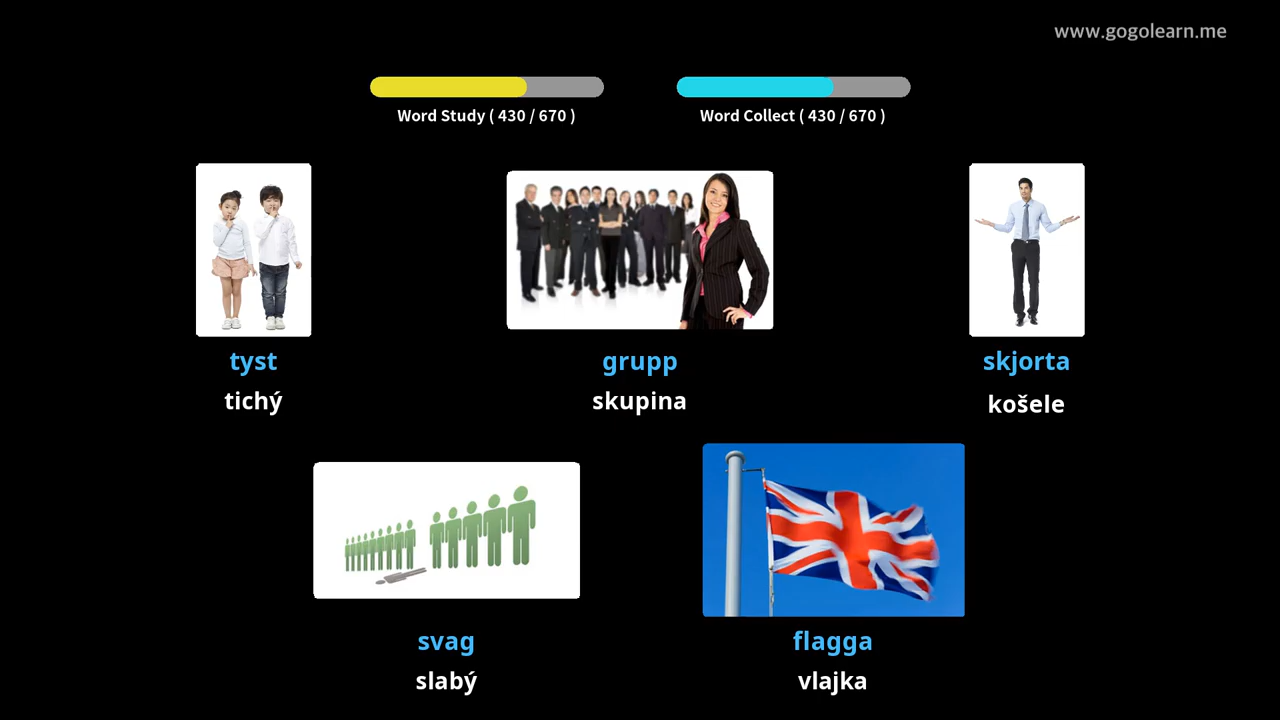 www.gogolearn.me
Word Study ( 430 / 670 )
Word Collect ( 430 / 670 )
tyst
tichý
grupp
skupina
skjorta
košele
svag
slabý
flagga
vlajka